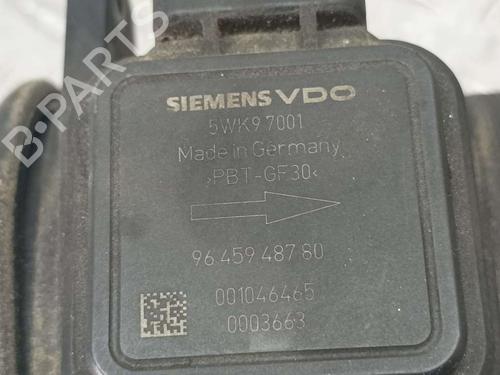 SIEMENS VDO
5WK9 7001
Made in Germany
>PBT-GF30<
96 459 487 80
001046465
0003663
B-PARTS